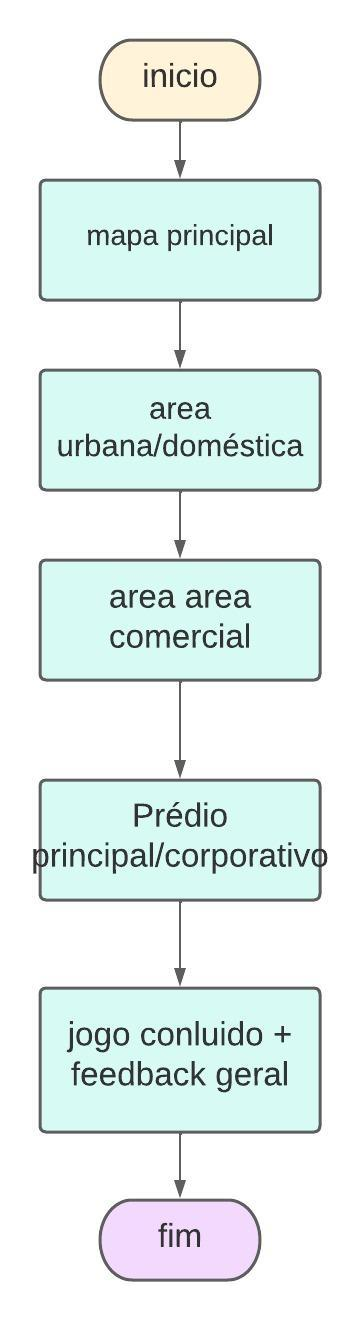 inicio
mapa principal
area
urbana/doméstica
area area
comercial
Prédio
principal/corporativo
jogo conluido +
feedback geral
fim